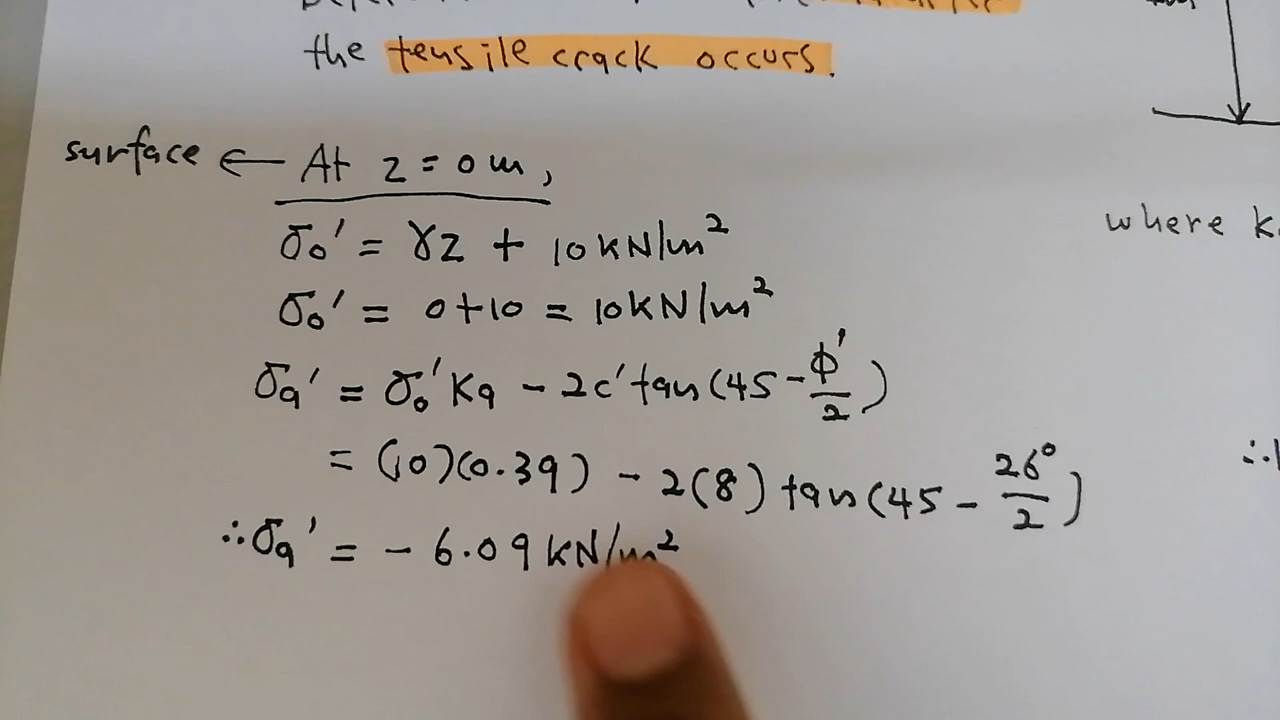 the tensile crack occurs.
surface ← At z = 0 m,
σ₀' = γz + 10 kN/m²
where
σ₀' = 0+10 = 10kN/m²
σa' = σ₀'Ka - 2c'tan(45-ϕ'/2)
= (10)(0.39) - 2(8) tan(45 - 26°/2)
∴σa' = - 6.09 kN/m²